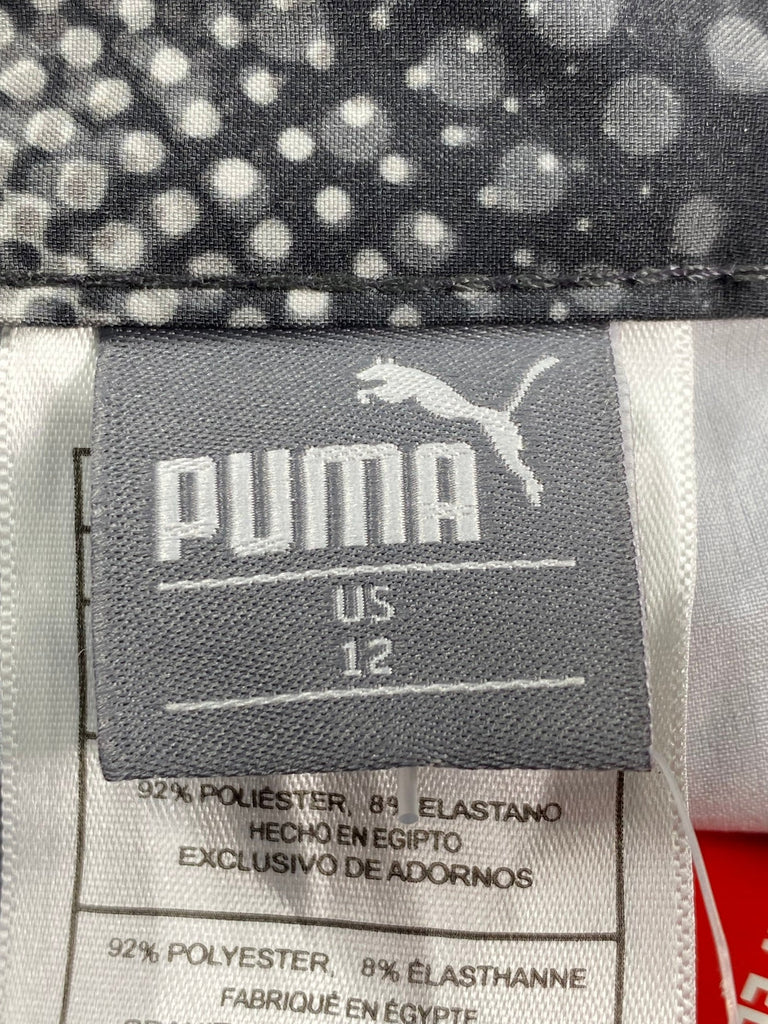 PUMA
US
12
92% POLIÉSTER, 8% ELASTANO
HECHO EN EGIPTO
EXCLUSIVO DE ADORNOS
92% POLYESTER, 8% ÉLASTHANNE
FABRIQUÉ EN ÉGYPTE